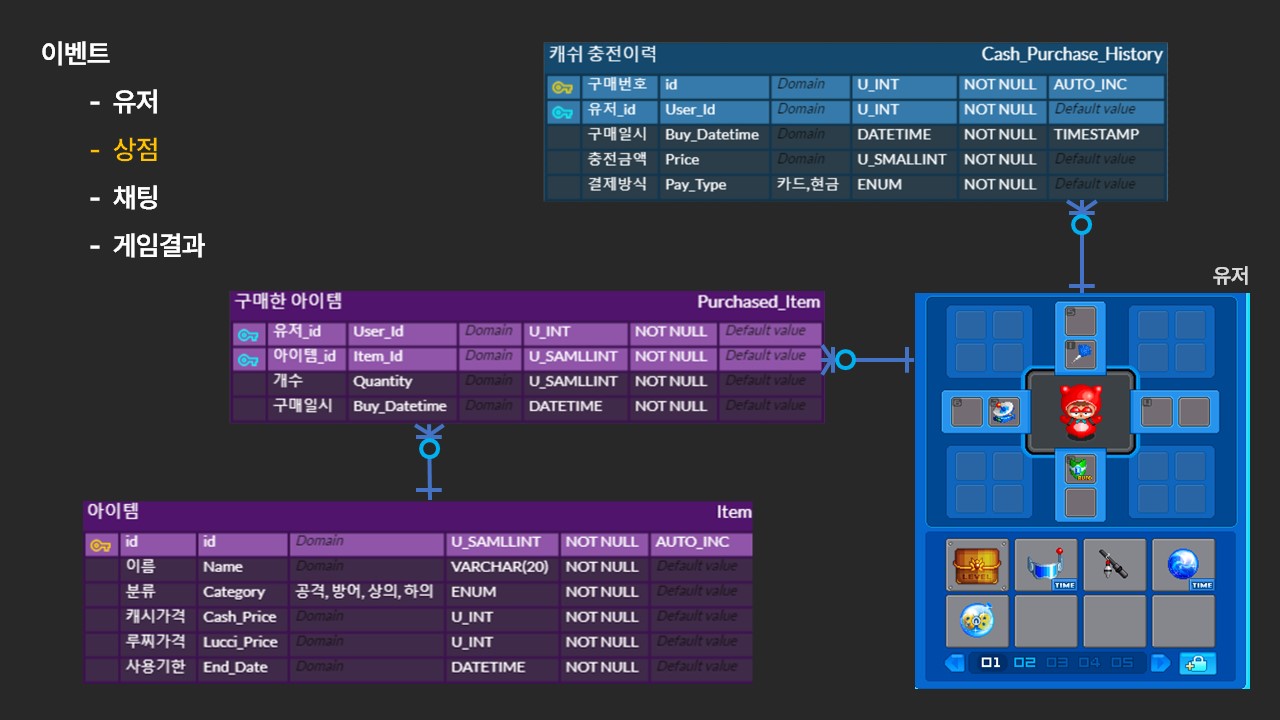 이벤트
- 유저
- 상점
- 채팅
- 게임결과
캐쉬 충전이력 Cash_Purchase_History
구매번호 id Domain U_INT NOT NULL AUTO_INC
유저_id User_Id Domain U_INT NOT NULL Default value
구매일시 Buy_Datetime Domain DATETIME NOT NULL TIMESTAMP
충전금액 Price Domain U_SMALLINT NOT NULL Default value
결제방식 Pay_Type 카드,현금 ENUM NOT NULL Default value
유저
구매한 아이템 Purchased_Item
유저_id User_Id Domain U_INT NOT NULL Default value
아이템_id Item_Id Domain U_SAMLLINT NOT NULL Default value
개수 Quantity Domain U_SAMLLINT NOT NULL Default value
구매일시 Buy_Datetime Domain DATETIME NOT NULL Default value
아이템 Item
id id Domain U_SAMLLINT NOT NULL AUTO_INC
이름 Name Domain VARCHAR(20) NOT NULL Default value
분류 Category 공격, 방어, 상의, 하의 ENUM NOT NULL Default value
캐시가격 Cash_Price Domain U_INT NOT NULL Default value
루찌가격 Lucci_Price Domain U_INT NOT NULL Default value
사용기한 End_Date Domain DATETIME NOT NULL Default value
LEVEL TIME TIME
01 02 03 04 05